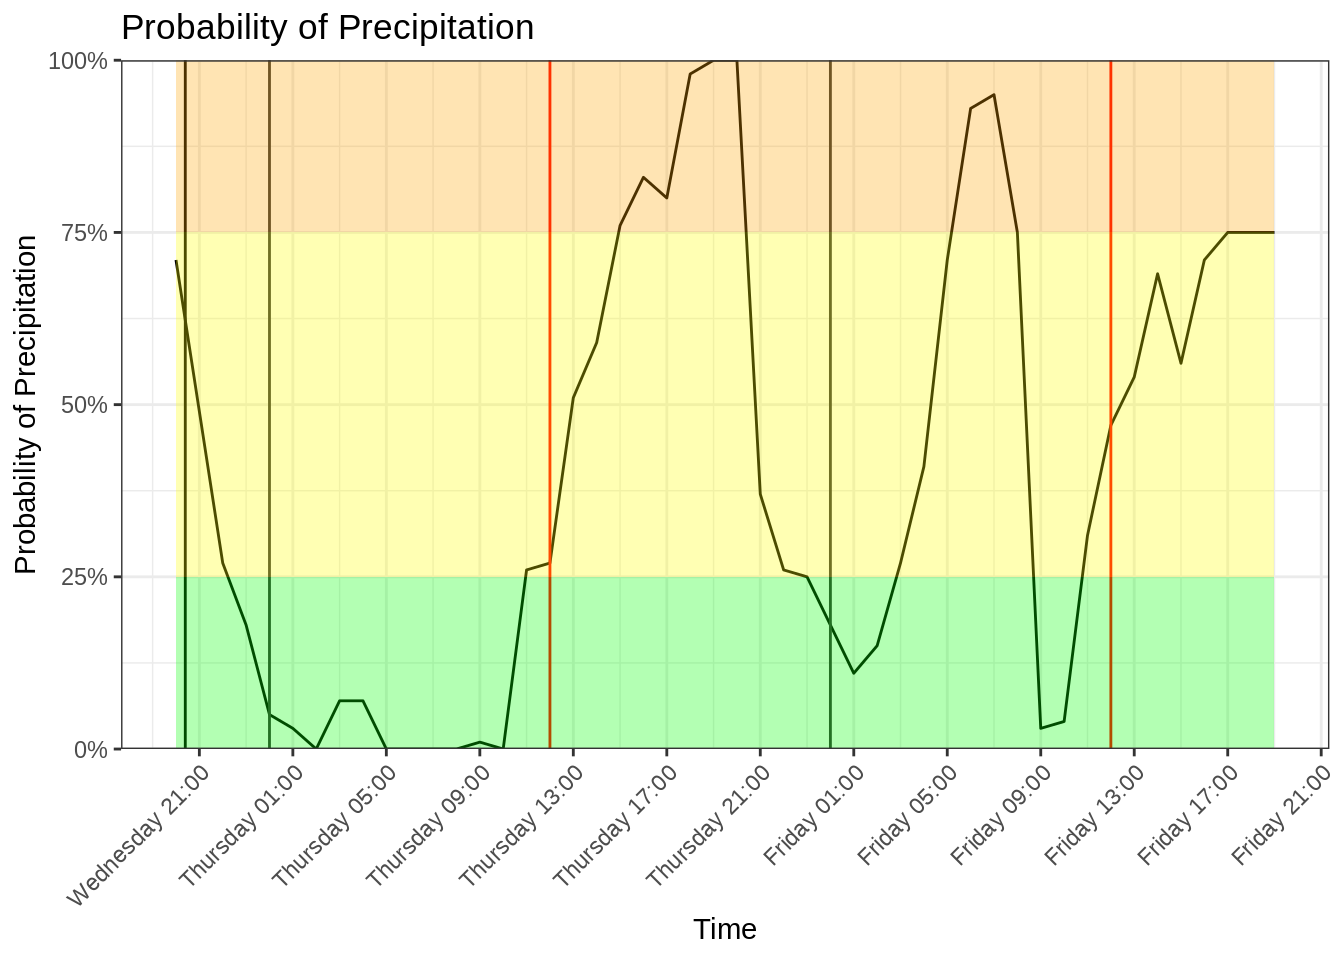 Probability of Precipitation
Probability of Precipitation
100%
75%
50%
25%
0%
Wednesday 21:00
Thursday 01:00
Thursday 05:00
Thursday 09:00
Thursday 13:00
Thursday 17:00
Thursday 21:00
Friday 01:00
Friday 05:00
Friday 09:00
Friday 13:00
Friday 17:00
Friday 21:00
Time